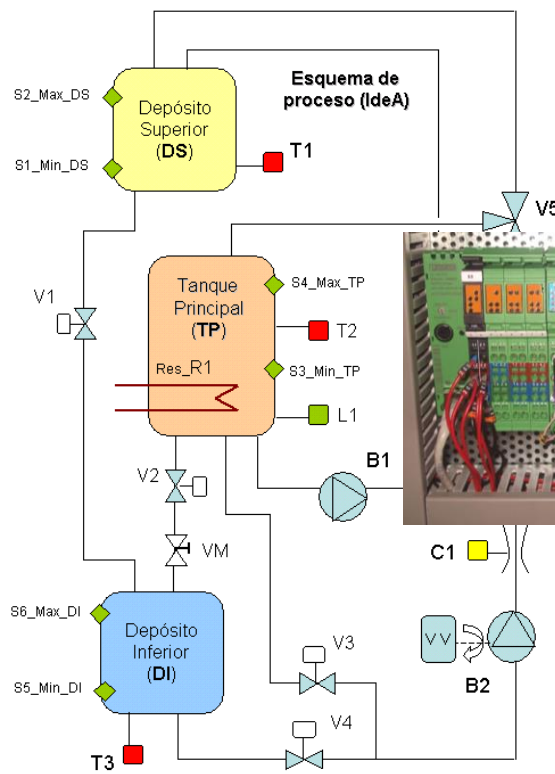 S2_Max_DS
S1_Min_DS
Depósito
Superior
(DS)
T1
Esquema de
proceso (IdeA)
V5
V1
Tanque
Principal
(TP)
S4_Max_TP
T2
S3_Min_TP
Res_R1
L1
V2
B1
VM
C1
S6_Max_DI
S5_Min_DI
Depósito
Inferior
(DI)
V3
V V
B2
V4
T3